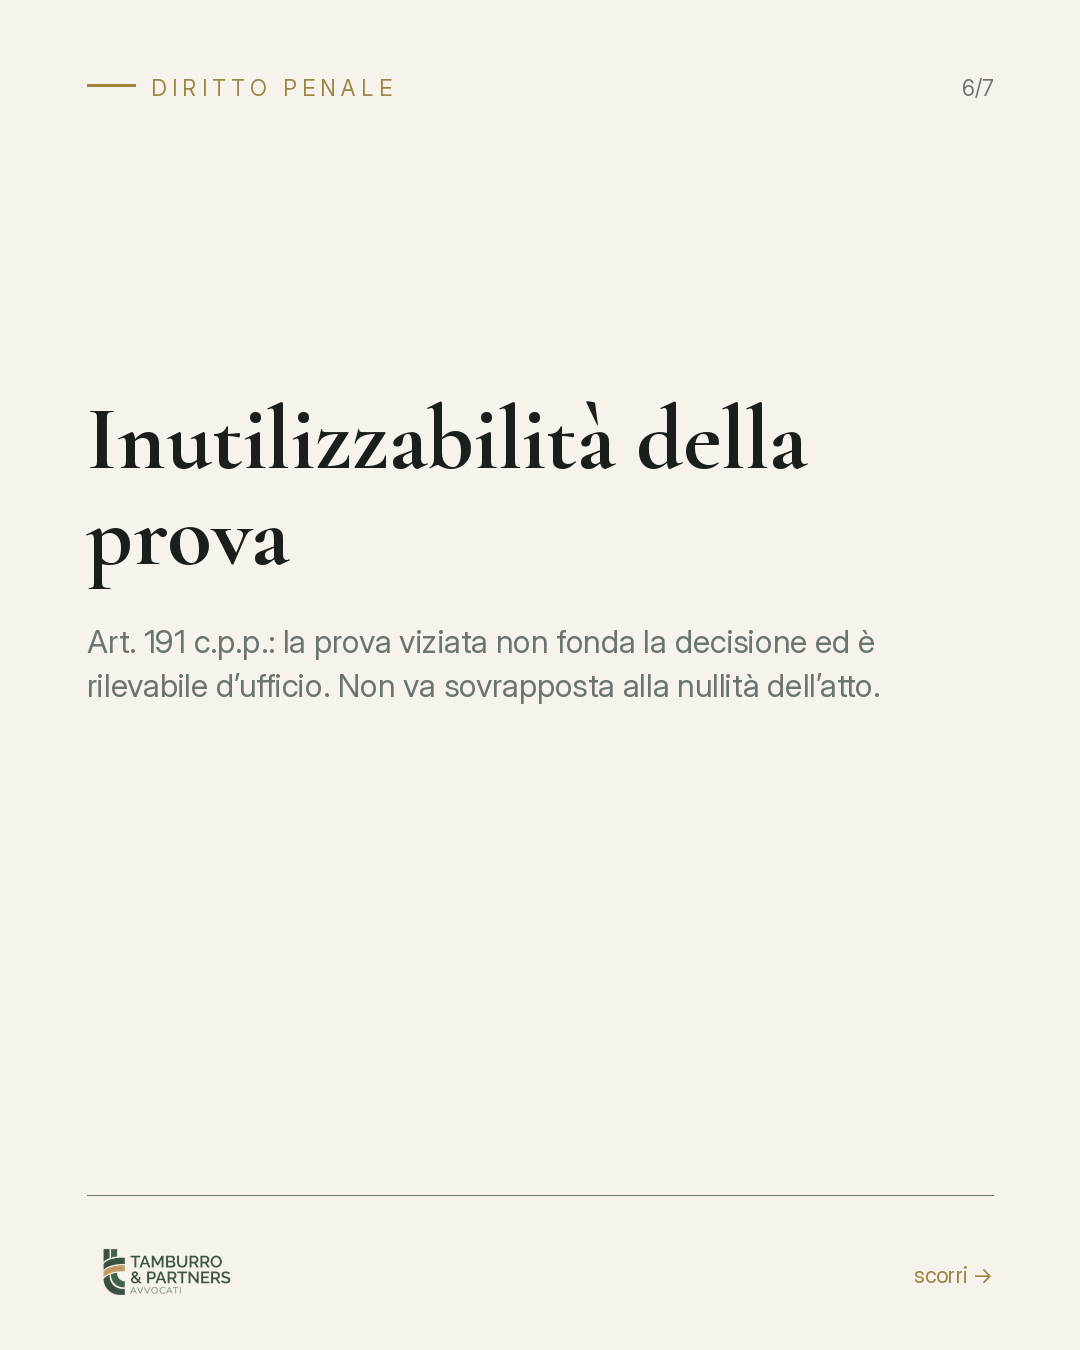 DIRITTO PENALE
6/7
Inutilizzabilità della
prova
Art. 191 c.p.p.: la prova viziata non fonda la decisione ed è
rilevabile d’ufficio. Non va sovrapposta alla nullità dell’atto.
TAMBURRO
& PARTNERS
AVVOCATI
scorri →